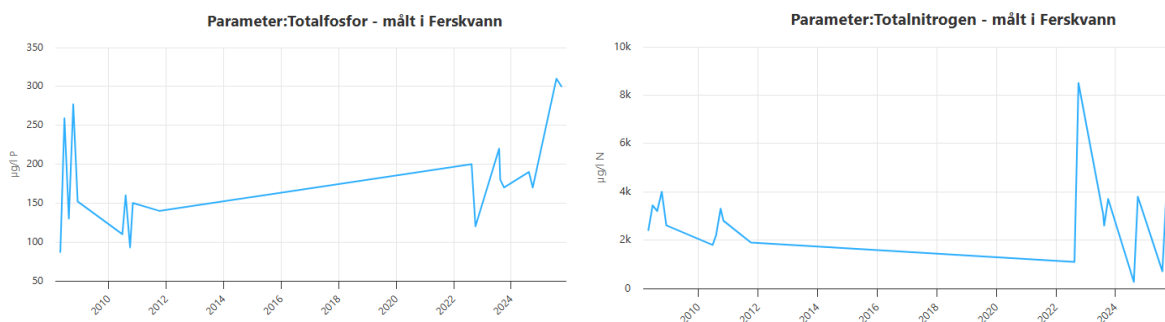 Parameter:Totalfosfor - målt i Ferskvann
350
300
250
200
150
100
50
µg/l P
2010
2012
2014
2016
2018
2020
2022
2024
Parameter:Totalnitrogen - målt i Ferskvann
10k
8k
6k
4k
2k
0
µg/l N
2010
2012
2014
2016
2018
2020
2022
2024